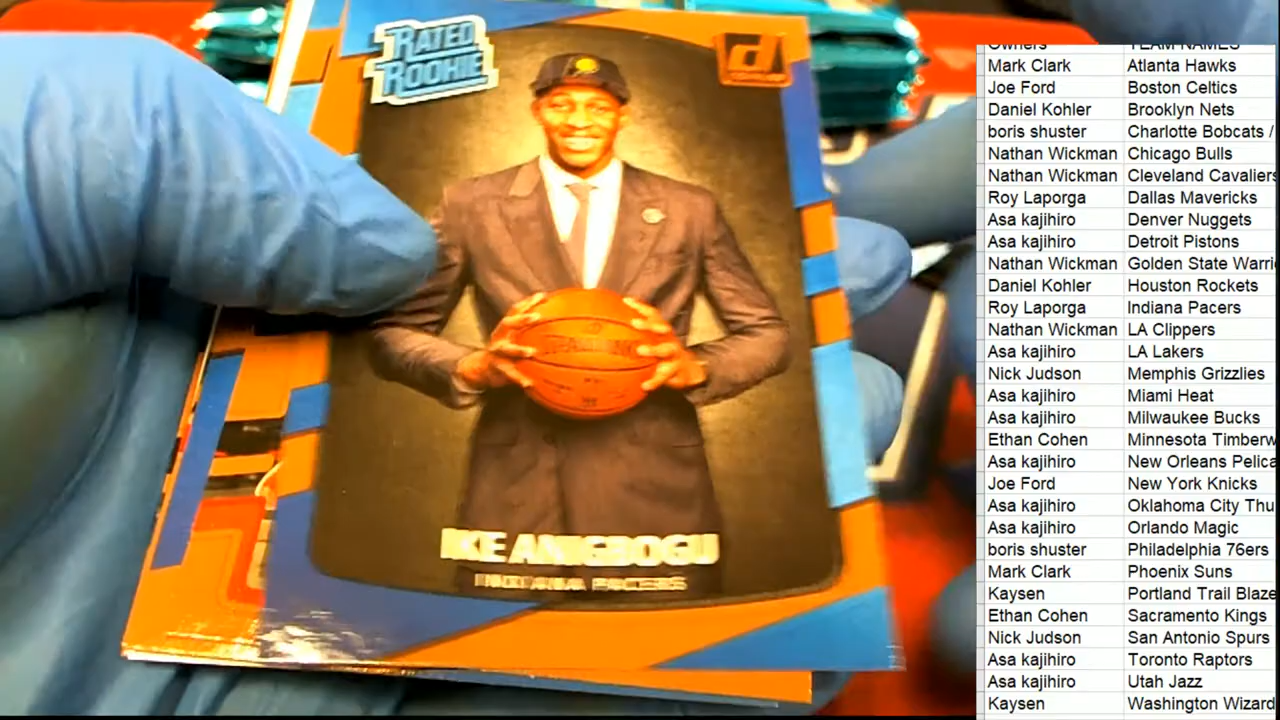 RATED
ROOKIE
IKE ANIGBOGU
INDIANA PACERS
SPALDING
Owners TEAM NAMES
Mark Clark Atlanta Hawks
Joe Ford Boston Celtics
Daniel Kohler Brooklyn Nets
boris shuster Charlotte Bobcats /
Nathan Wickman Chicago Bulls
Nathan Wickman Cleveland Cavaliers
Roy Laporga Dallas Mavericks
Asa kajihiro Denver Nuggets
Asa kajihiro Detroit Pistons
Nathan Wickman Golden State Warri
Daniel Kohler Houston Rockets
Roy Laporga Indiana Pacers
Nathan Wickman LA Clippers
Asa kajihiro LA Lakers
Nick Judson Memphis Grizzlies
Asa kajihiro Miami Heat
Asa kajihiro Milwaukee Bucks
Ethan Cohen Minnesota Timberw
Asa kajihiro New Orleans Pelica
Joe Ford New York Knicks
Asa kajihiro Oklahoma City Thu
Asa kajihiro Orlando Magic
boris shuster Philadelphia 76ers
Mark Clark Phoenix Suns
Kaysen Portland Trail Blaze
Ethan Cohen Sacramento Kings
Nick Judson San Antonio Spurs
Asa kajihiro Toronto Raptors
Asa kajihiro Utah Jazz
Kaysen Washington Wizard